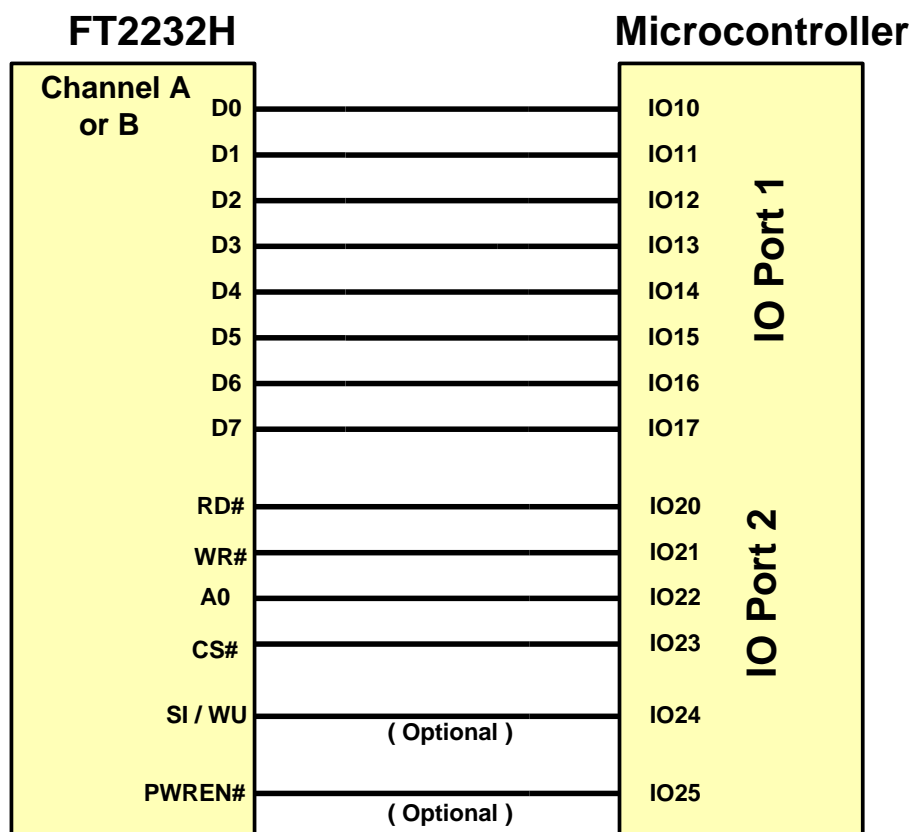 FT2232H
Microcontroller
Channel A
or B
D0
IO10
D1
IO11
D2
IO12
D3
IO13
D4
IO14
D5
IO15
D6
IO16
D7
IO17
IO Port 1
RD#
IO20
WR#
IO21
A0
IO22
CS#
IO23
IO Port 2
SI / WU
( Optional )
IO24
PWREN#
( Optional )
IO25